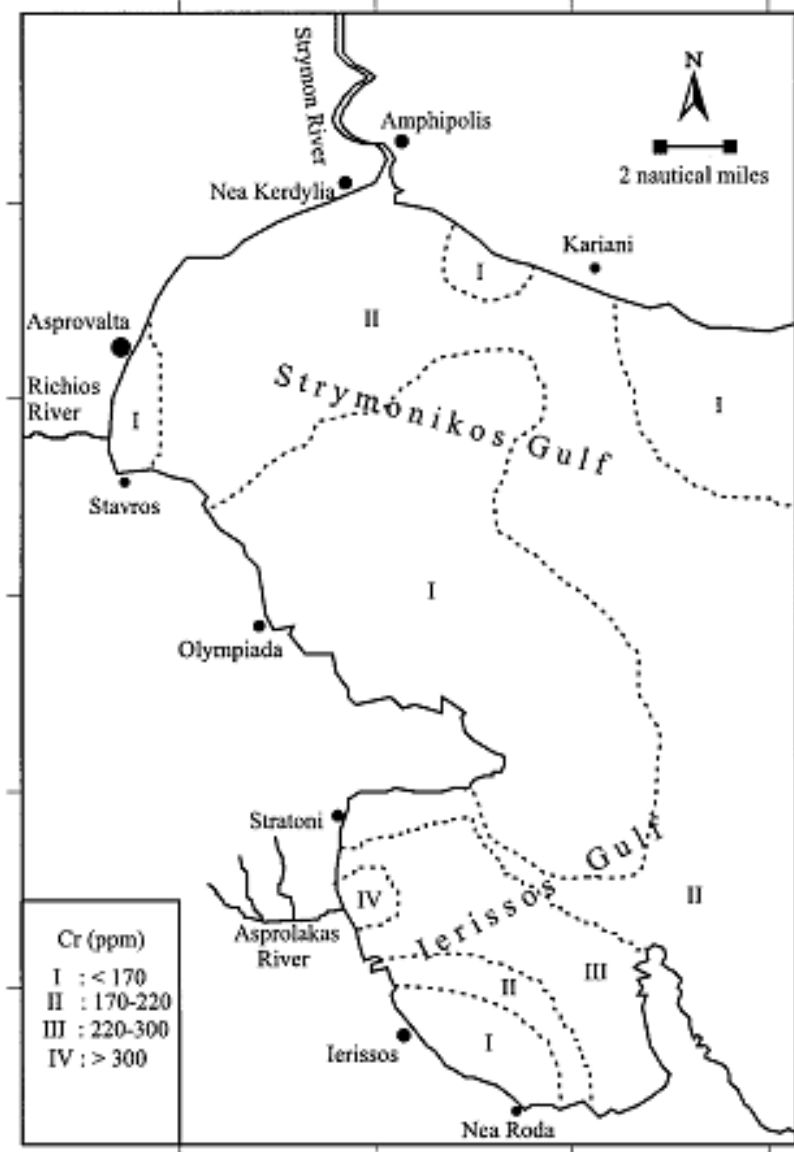 Strymon River
N
Amphipolis
2 nautical miles
Nea Kerdylia
Kariani
I
II
Asprovalta
Strymonikos Gulf
Richios
River
I
I
Stavros
I
Olympiada
Stratoni
Ierissos Gulf
IV
II
Asprolakas
River
III
II
I
Ierissos
Nea Roda
Cr (ppm)
I : < 170
II : 170-220
III : 220-300
IV : > 300